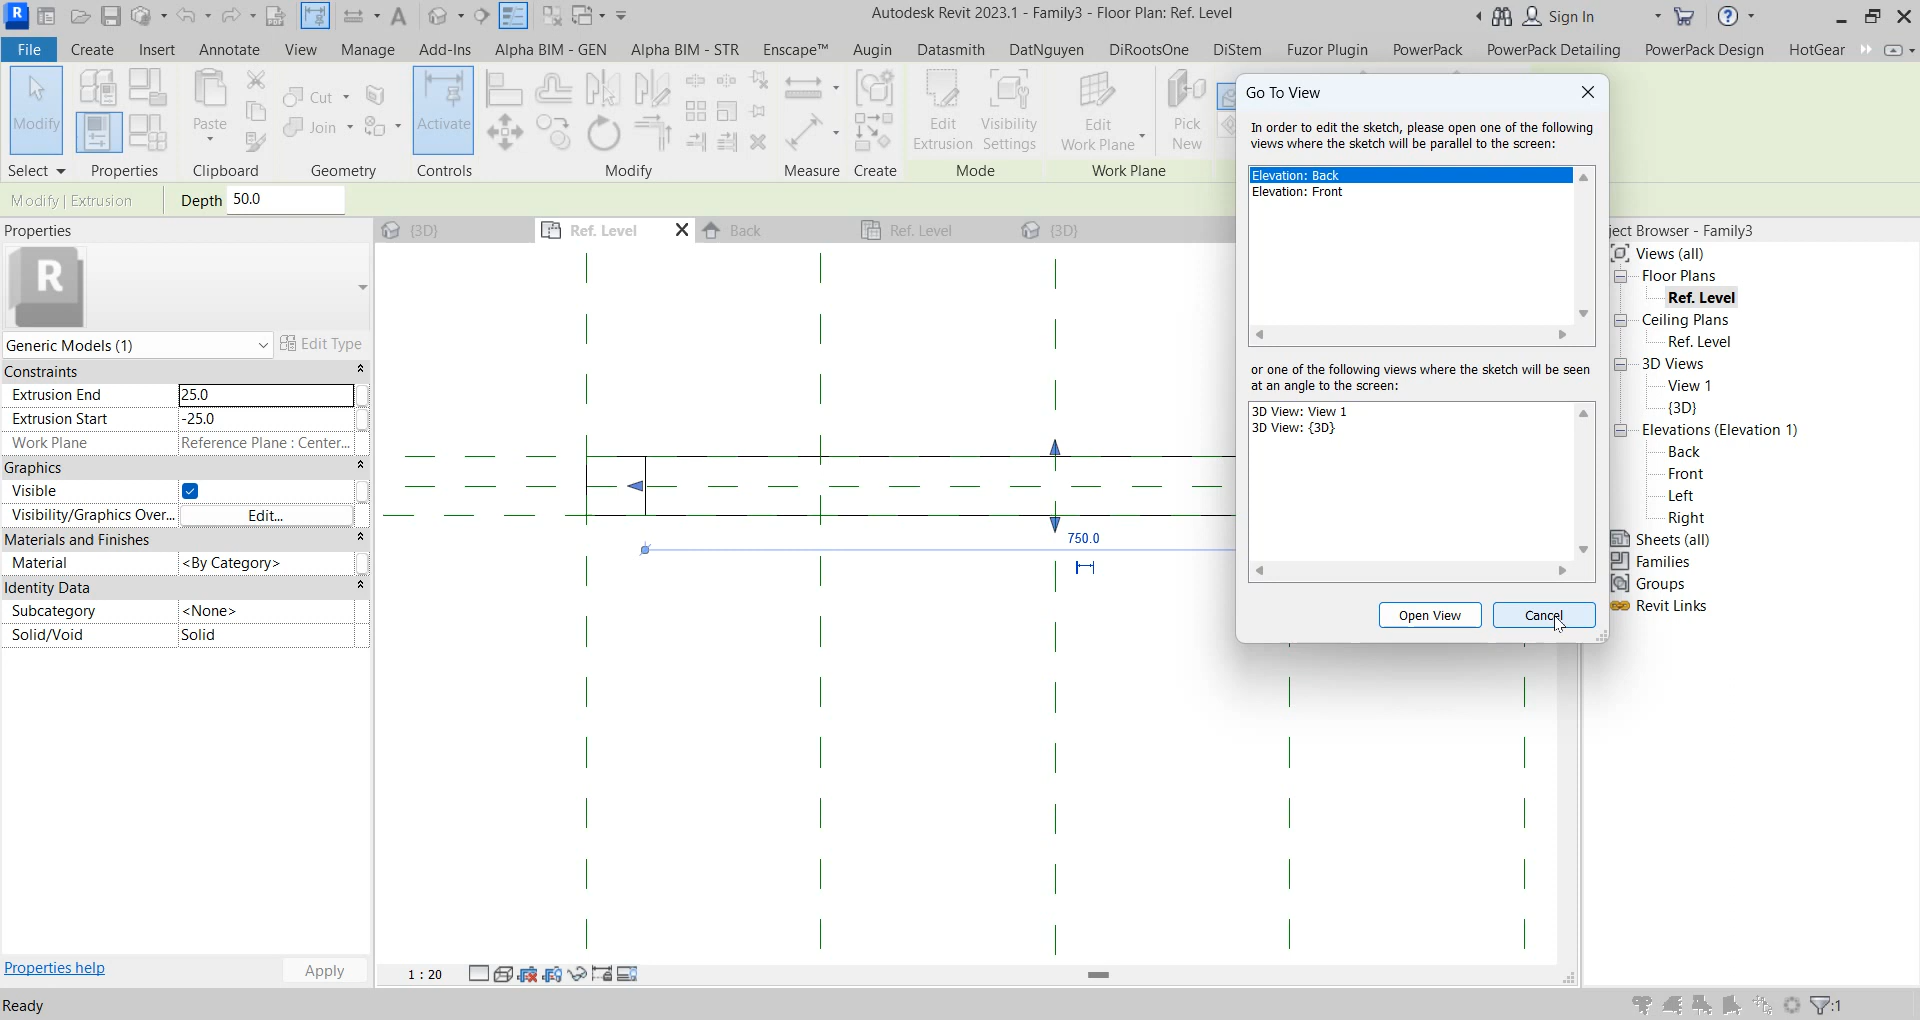 Autodesk Revit 2023.1 - Family3 - Floor Plan: Ref. Level
Sign In
File Create Insert Annotate View Manage Add-Ins Alpha BIM - GEN Alpha BIM - STR Enscape™ Augin Datasmith DatNguyen DiRootsOne DiStem Fuzor Plugin PowerPack PowerPack Detailing PowerPack Design HotGear
Modify
Paste
Cut
Join
Activate
Edit
Extrusion
Visibility
Settings
Edit
Work Plane
Pick
New
Select Properties Clipboard Geometry Controls Modify Measure Create Mode Work Plane
Modify | Extrusion Depth 50.0
Properties
{3D} Ref. Level Back Ref. Level {3D}
R
Generic Models (1) Edit Type
Constraints
Extrusion End 25.0
Extrusion Start -25.0
Work Plane Reference Plane : Center...
Graphics
Visible
Visibility/Graphics Over... Edit...
Materials and Finishes
Material <By Category>
Identity Data
Subcategory <None>
Solid/Void Solid
Properties help Apply
750.0
1 : 20
Go To View
In order to edit the sketch, please open one of the following
views where the sketch will be parallel to the screen:
Elevation: Back
Elevation: Front
or one of the following views where the sketch will be seen
at an angle to the screen:
3D View: View 1
3D View: {3D}
Open View Cancel
ject Browser - Family3
Views (all)
Floor Plans
Ref. Level
Ceiling Plans
Ref. Level
3D Views
View 1
{3D}
Elevations (Elevation 1)
Back
Front
Left
Right
Sheets (all)
Families
Groups
Revit Links
Ready
:1